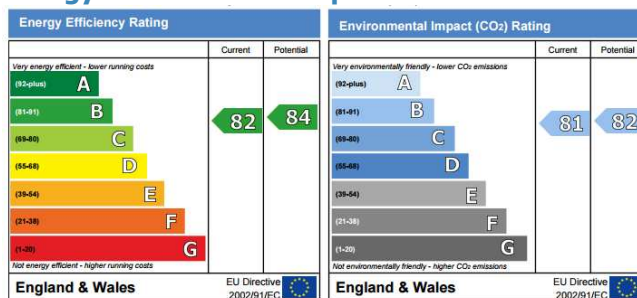 Energy Efficiency Rating
Current Potential
Very energy efficient - lower running costs
(92-plus) A
(81-91) B
(69-80) C
(55-68) D
(39-54) E
(21-38) F
(1-20) G
82 84
Not energy efficient - higher running costs
England & Wales
EU Directive
2002/91/EC
Environmental Impact (CO₂) Rating
Current Potential
Very environmentally friendly - lower CO₂ emissions
(92-plus) A
(81-91) B
(69-80) C
(55-68) D
(39-54) E
(21-38) F
(1-20) G
81 82
Not environmentally friendly - higher CO₂ emissions
England & Wales
EU Directive
2002/91/EC